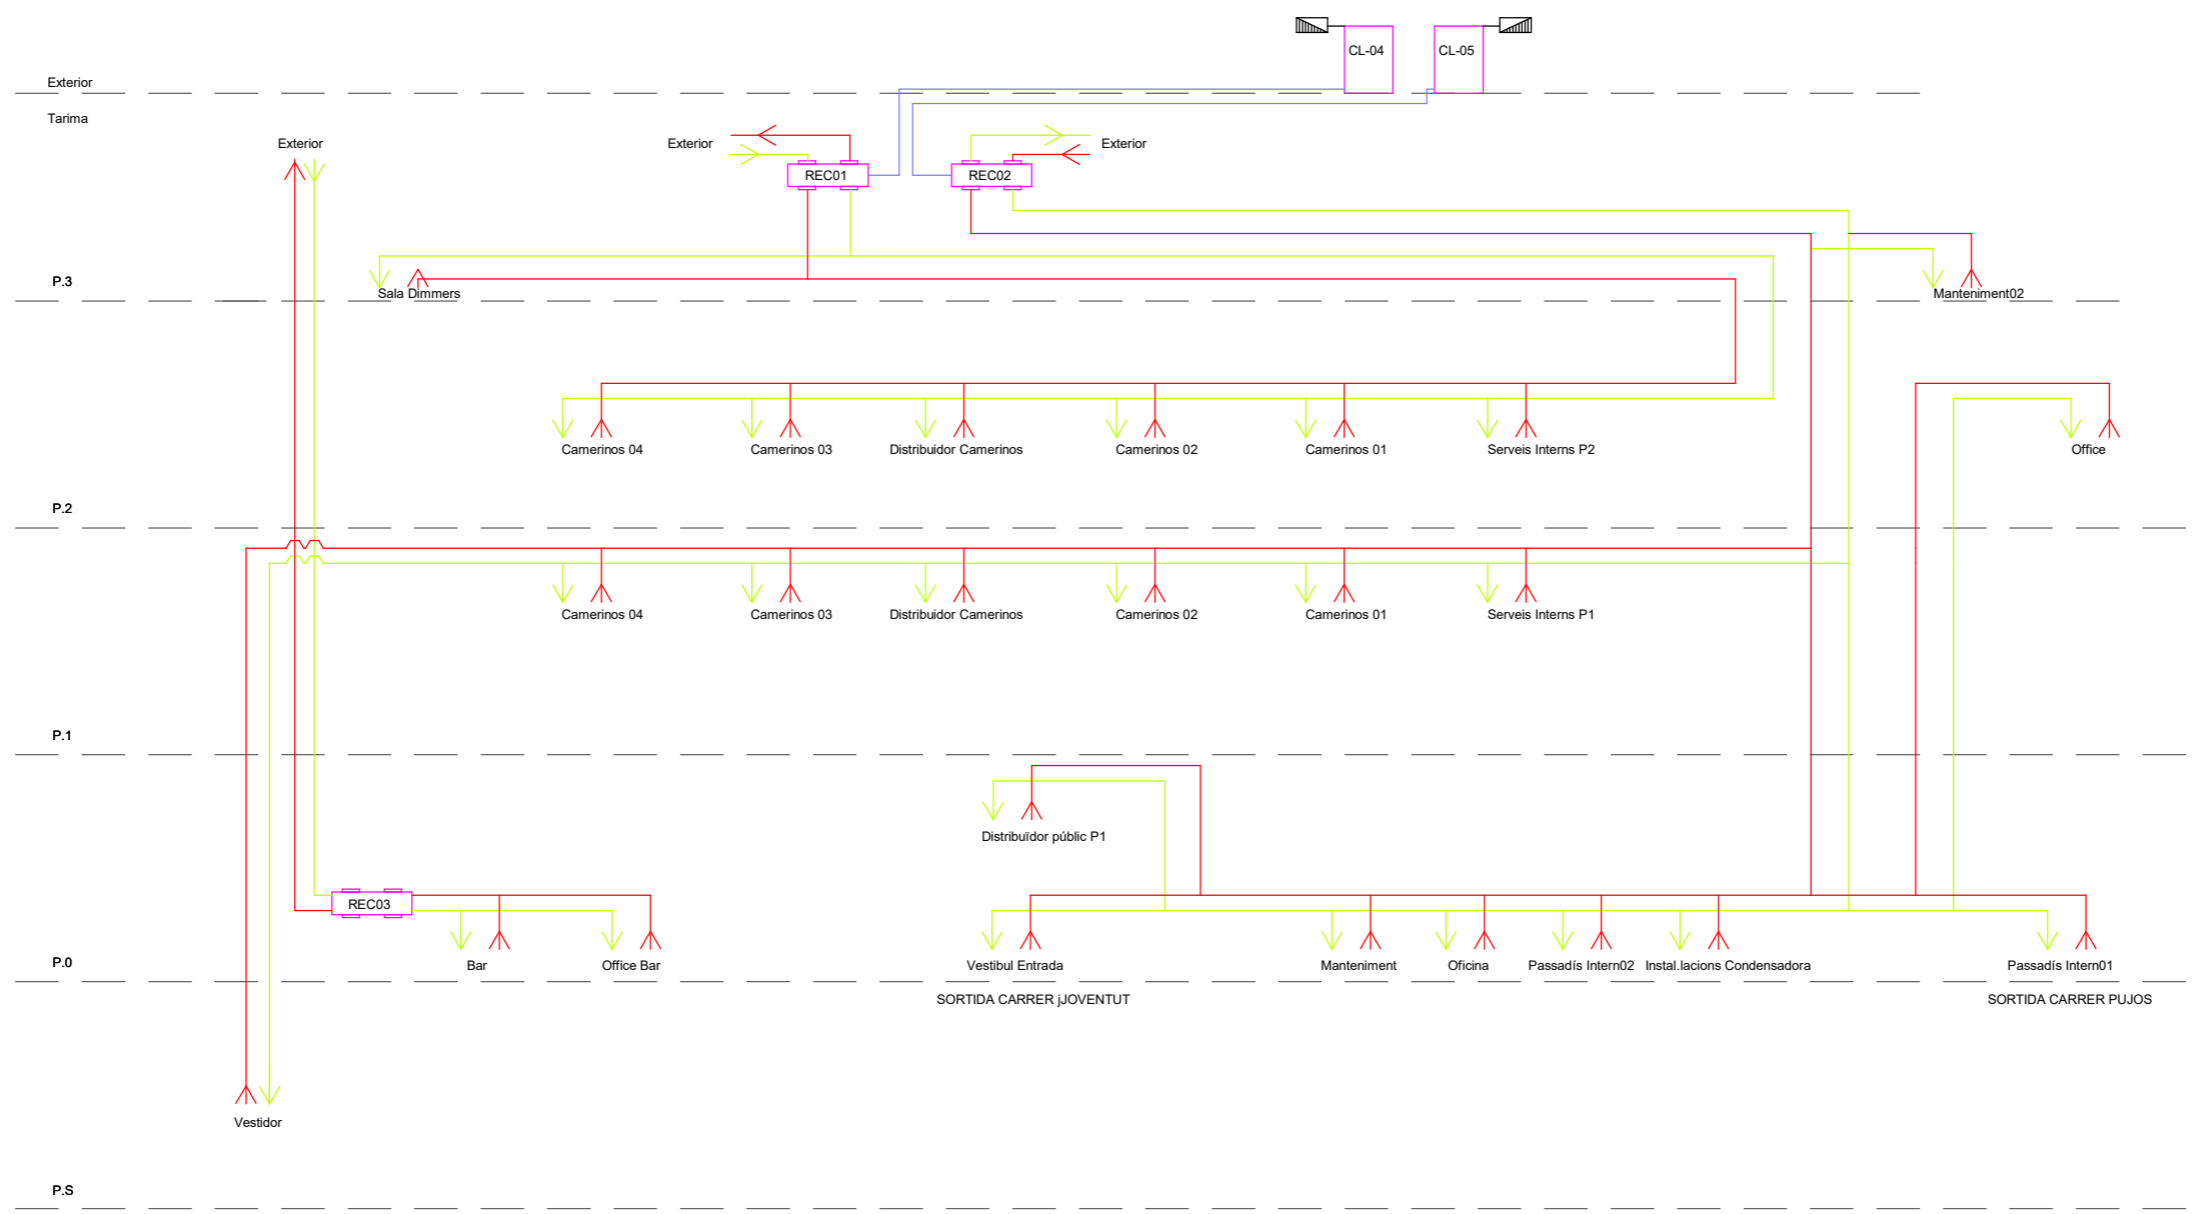 CL-04
CL-05
Exterior
Tarima
Exterior
Exterior
Exterior
REC01
REC02
P.3
Sala Dimmers
Manteniment02
Camerinos 04
Camerinos 03
Distribuidor Camerinos
Camerinos 02
Camerinos 01
Serveis Interns P2
Office
P.2
Camerinos 04
Camerinos 03
Distribuidor Camerinos
Camerinos 02
Camerinos 01
Serveis Interns P1
P.1
Distribuïdor públic P1
REC03
P.0
Bar
Office Bar
Vestibul Entrada
Manteniment
Oficina
Passadís Intern02
Instal.lacions Condensadora
Passadís Intern01
SORTIDA CARRER jJOVENTUT
SORTIDA CARRER PUJOS
Vestidor
P.S